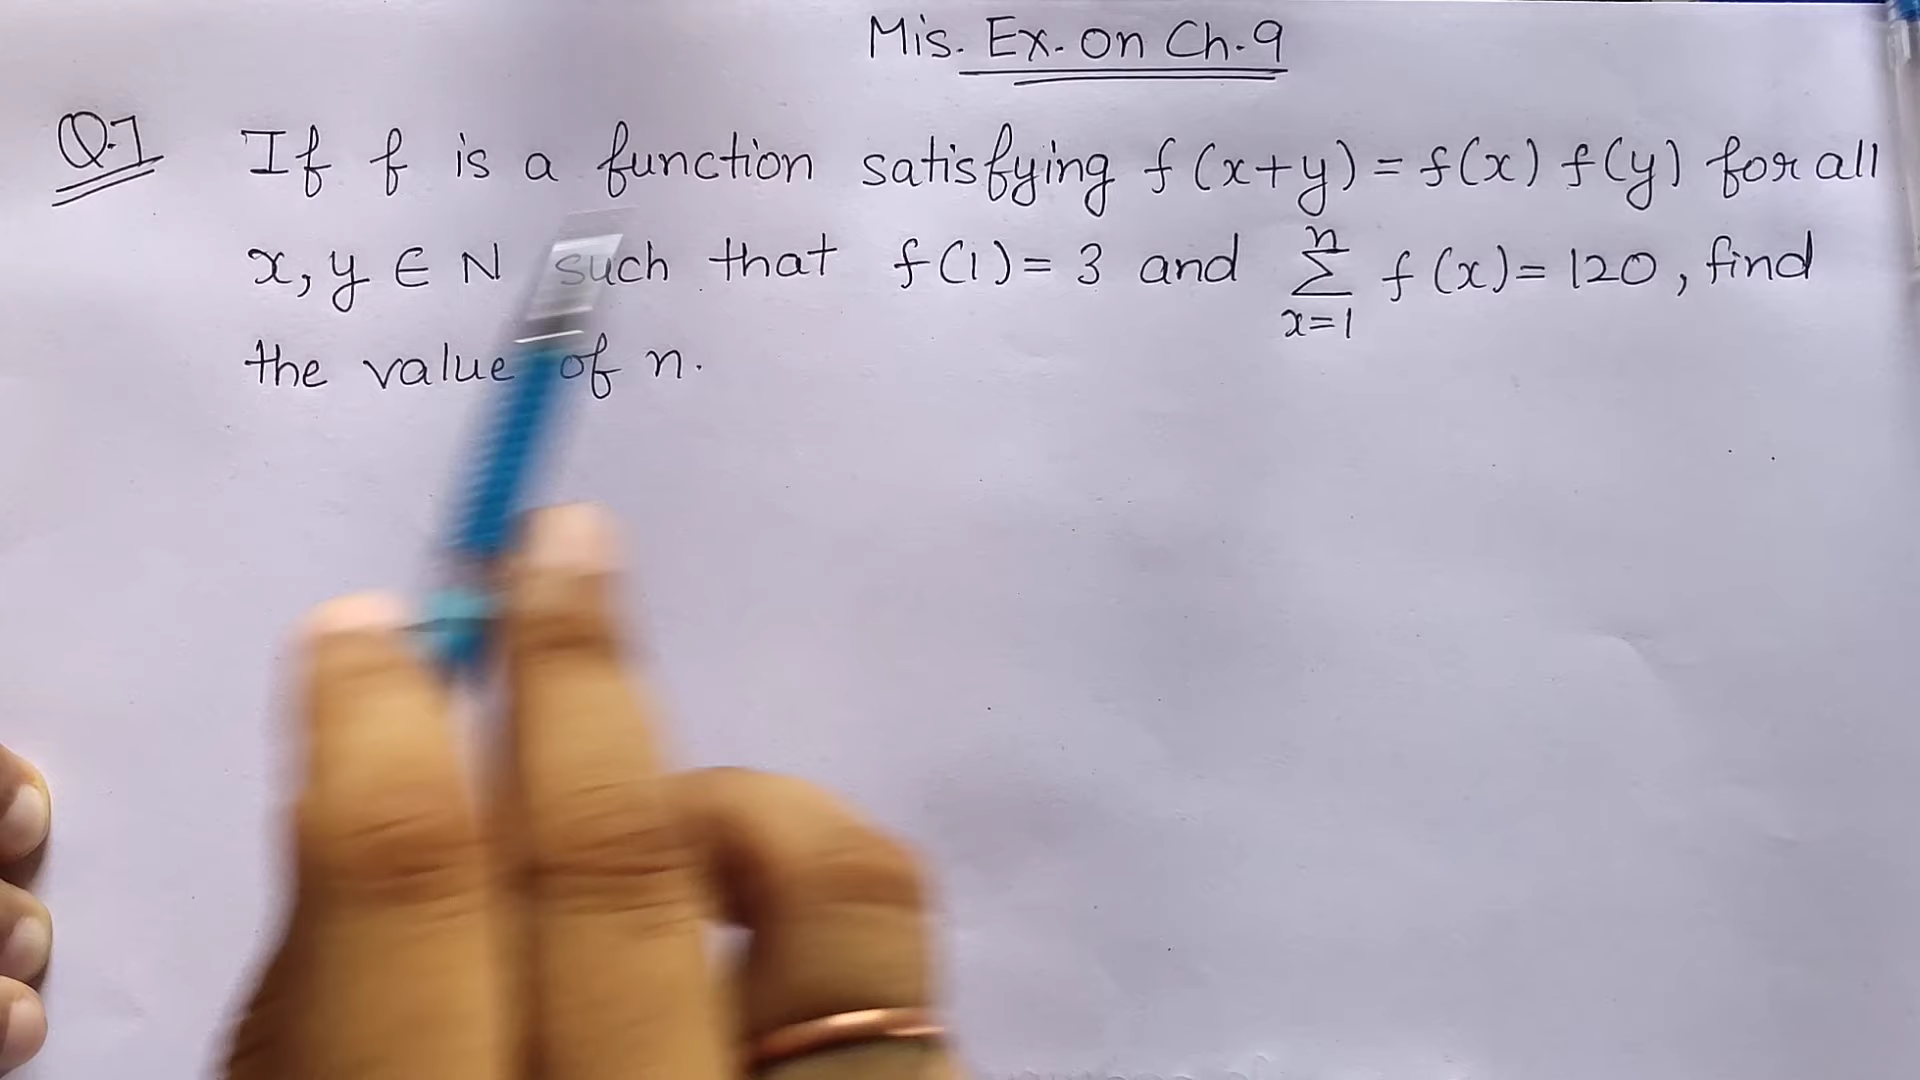 Mis. Ex. on Ch.9
Q.1 If f is a function satisfying f(x+y) = f(x) f(y) for all
x, y ∈ N such that f(1) = 3 and \sum_{x=1}^{n} f(x) = 120, find
the value of n.